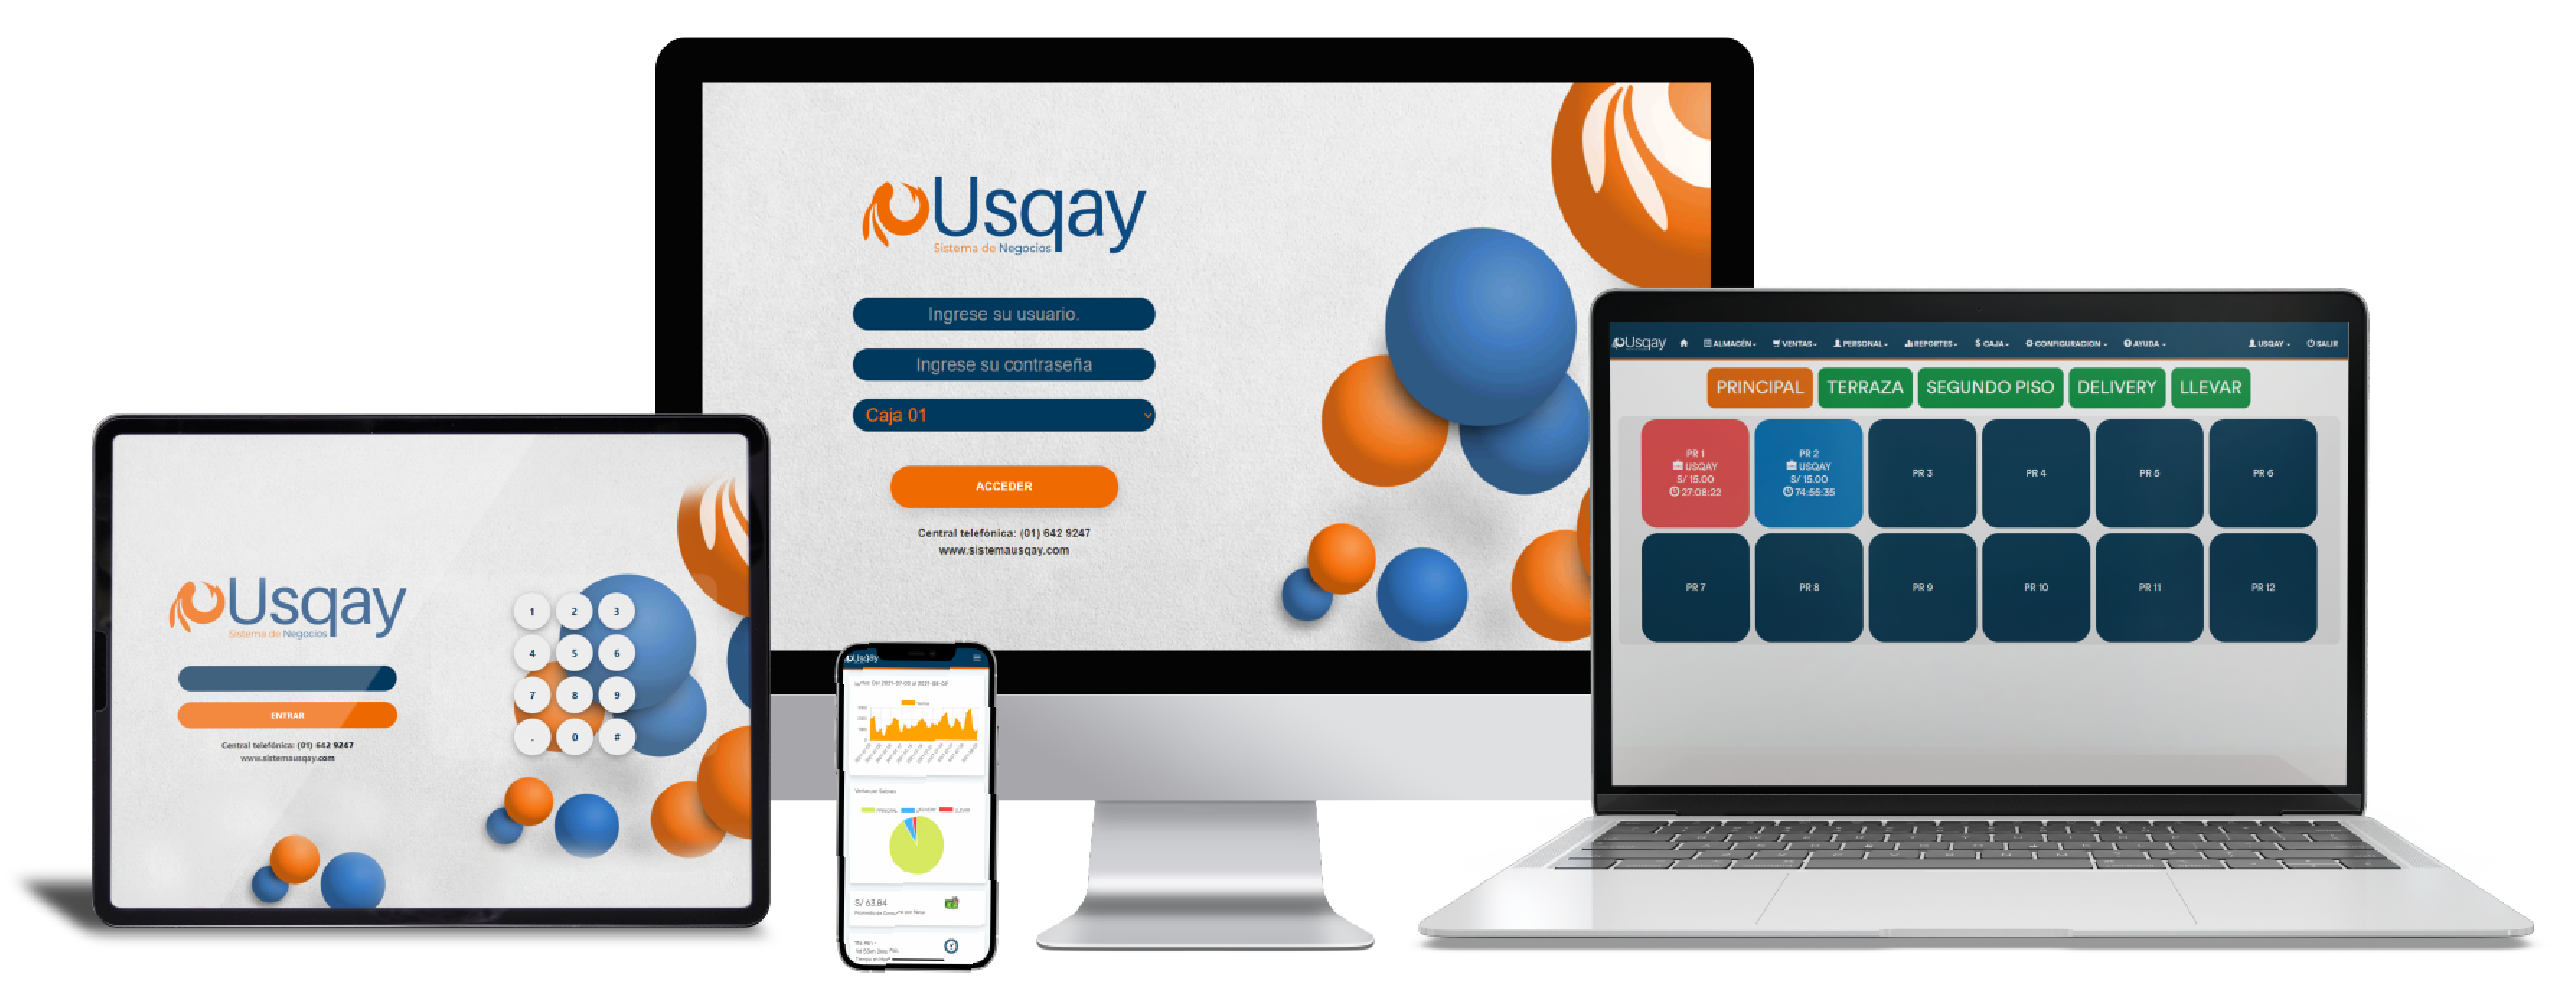 Usqay
Sistema de Negocios
Ingrese su usuario.
Ingrese su contraseña
Caja 01
ACCEDER
Central telefónica: (01) 642 9247
www.sistemausqay.com
Usqay
Sistema de Negocios
ENTRAR
Central telefónica: (01) 642 9247
www.sistemausqay.com
1 2 3
4 5 6
7 8 9
. 0 #
Usqay
S/ 63.84
Usqay ALMACÉN VENTAS PERSONAL REPORTES $ CAJA CONFIGURACION AYUDA USQAY SALIR
PRINCIPAL TERRAZA SEGUNDO PISO DELIVERY LLEVAR
PR 1
USQAY
S/ 15.00
27:08:22
PR 2
USQAY
S/ 15.00
74:56:35
PR 3
PR 4
PR 5
PR 6
PR 7
PR 8
PR 9
PR 10
PR 11
PR 12